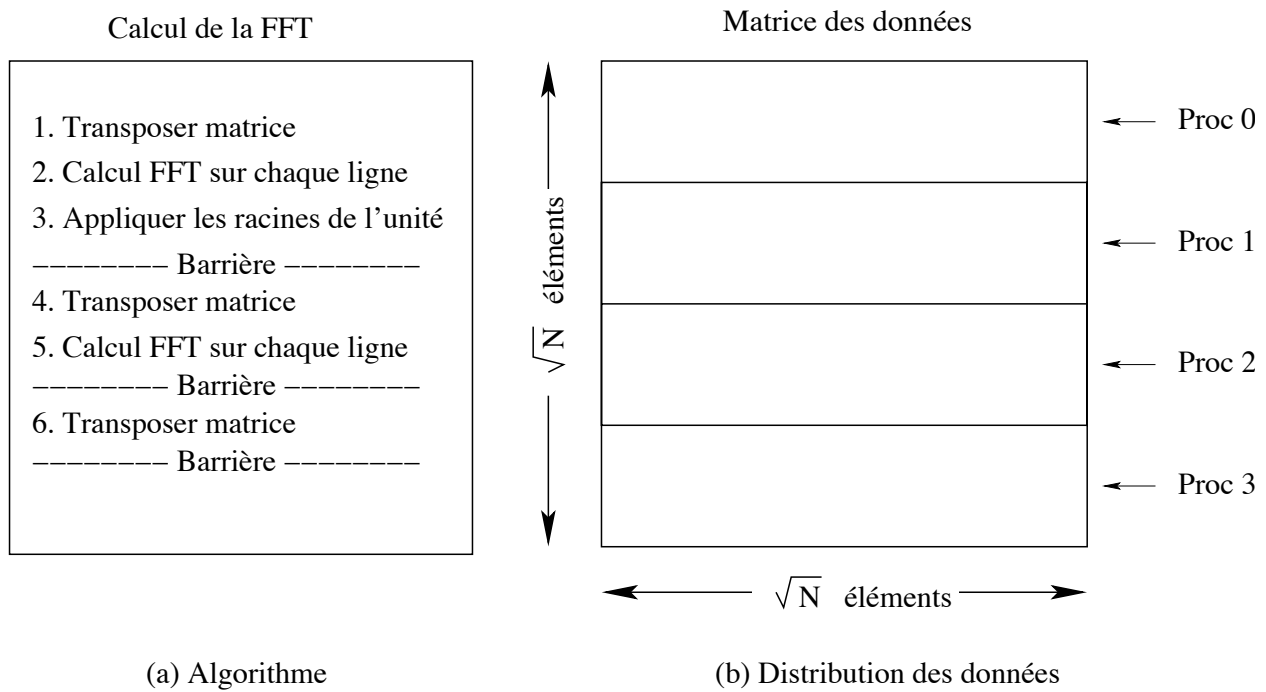 Calcul de la FFT
1. Transposer matrice
2. Calcul FFT sur chaque ligne
3. Appliquer les racines de l'unité
−−−−−−−− Barrière −−−−−−−−
4. Transposer matrice
5. Calcul FFT sur chaque ligne
−−−−−−−− Barrière −−−−−−−−
6. Transposer matrice
−−−−−−−− Barrière −−−−−−−−
(a) Algorithme
Matrice des données
√N éléments
Proc 0
Proc 1
Proc 2
Proc 3
√N éléments
(b) Distribution des données